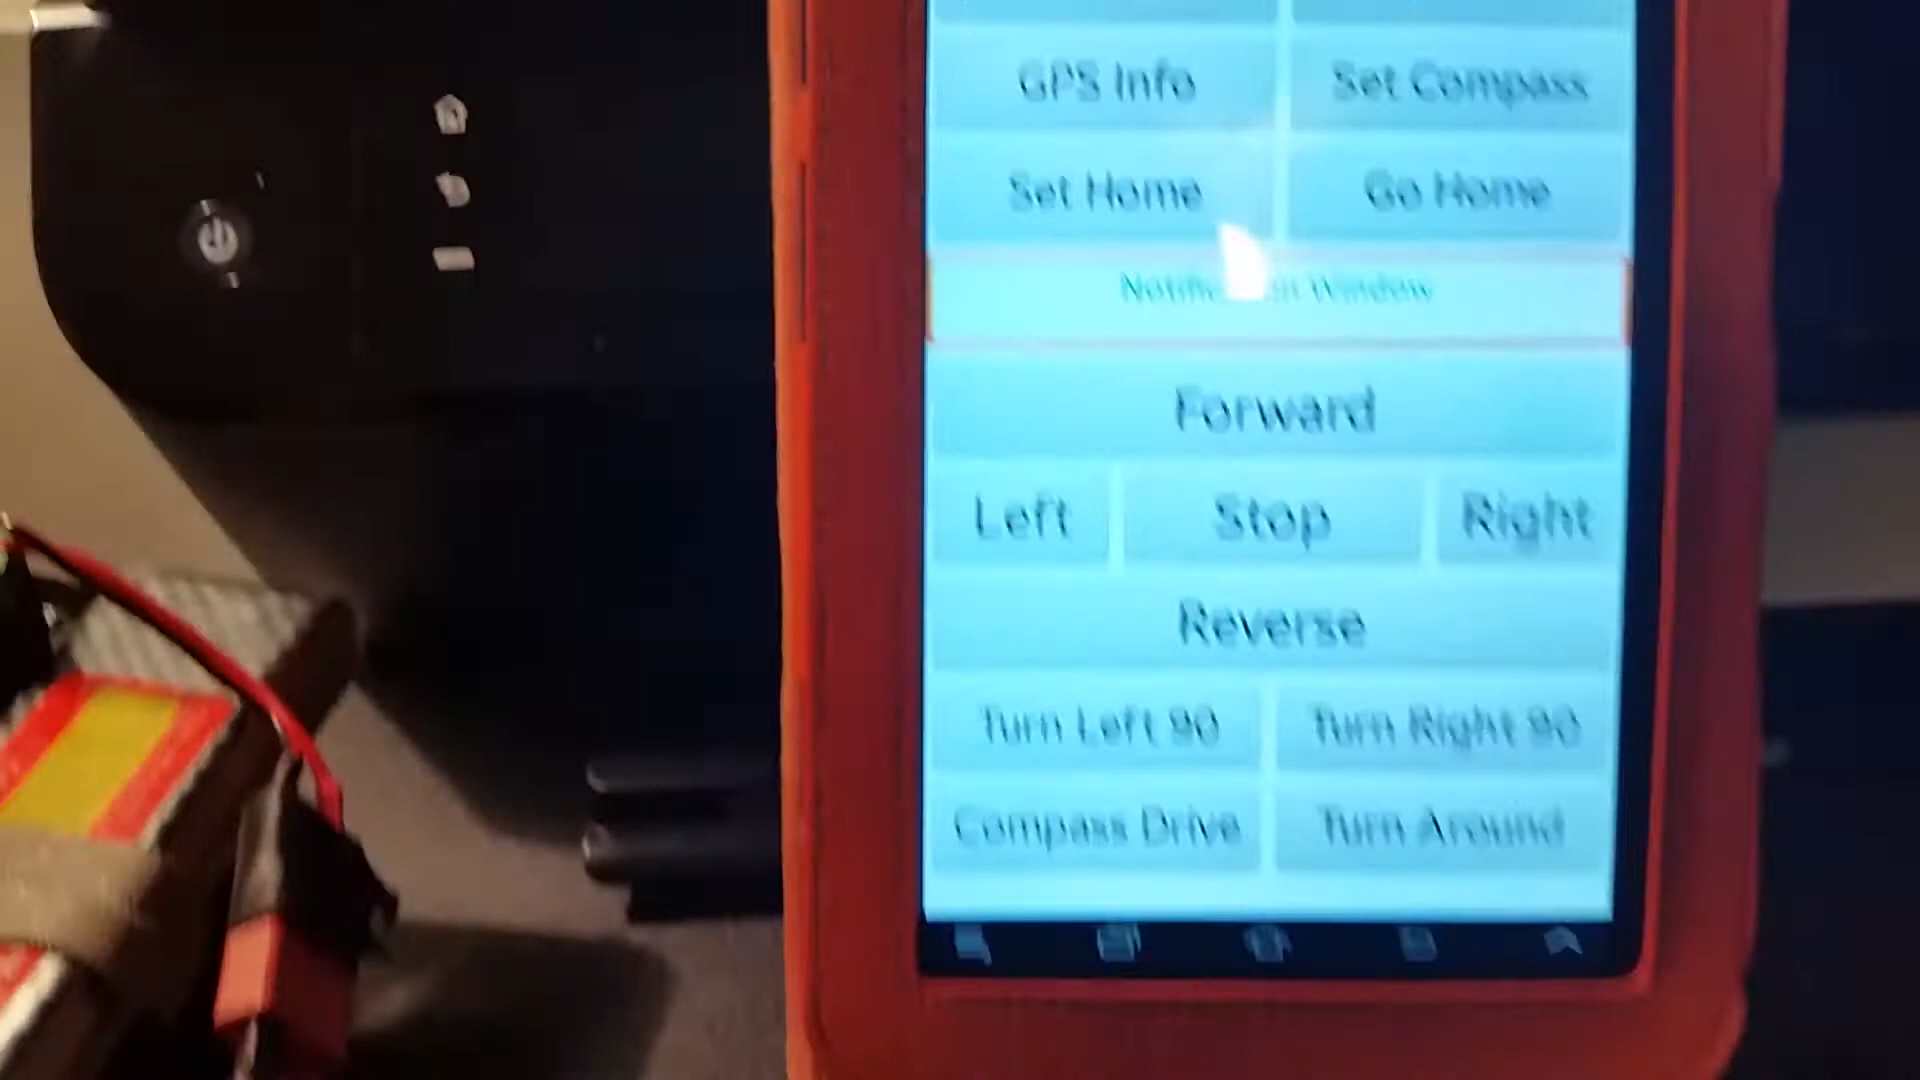 GPS Info Set Compass
Set Home Go Home
Window
Forward
Left Stop Right
Reverse
Turn Left 90 Turn Right 90
Compass Drive Turn Around